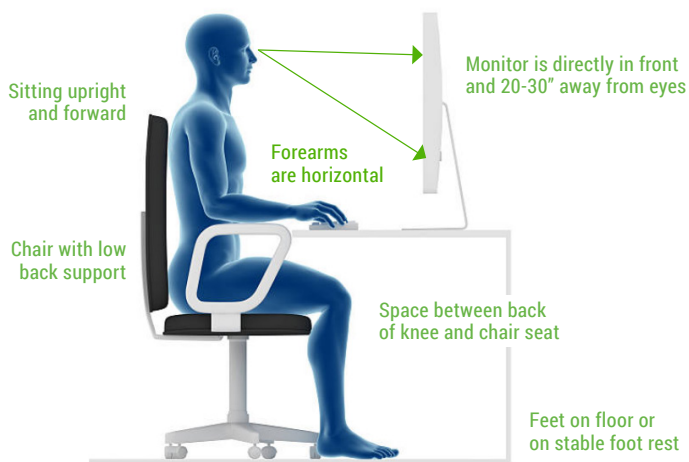 Monitor is directly in front
and 20-30” away from eyes
Sitting upright
and forward
Forearms
are horizontal
Chair with low
back support
Space between back
of knee and chair seat
Feet on floor or
on stable foot rest